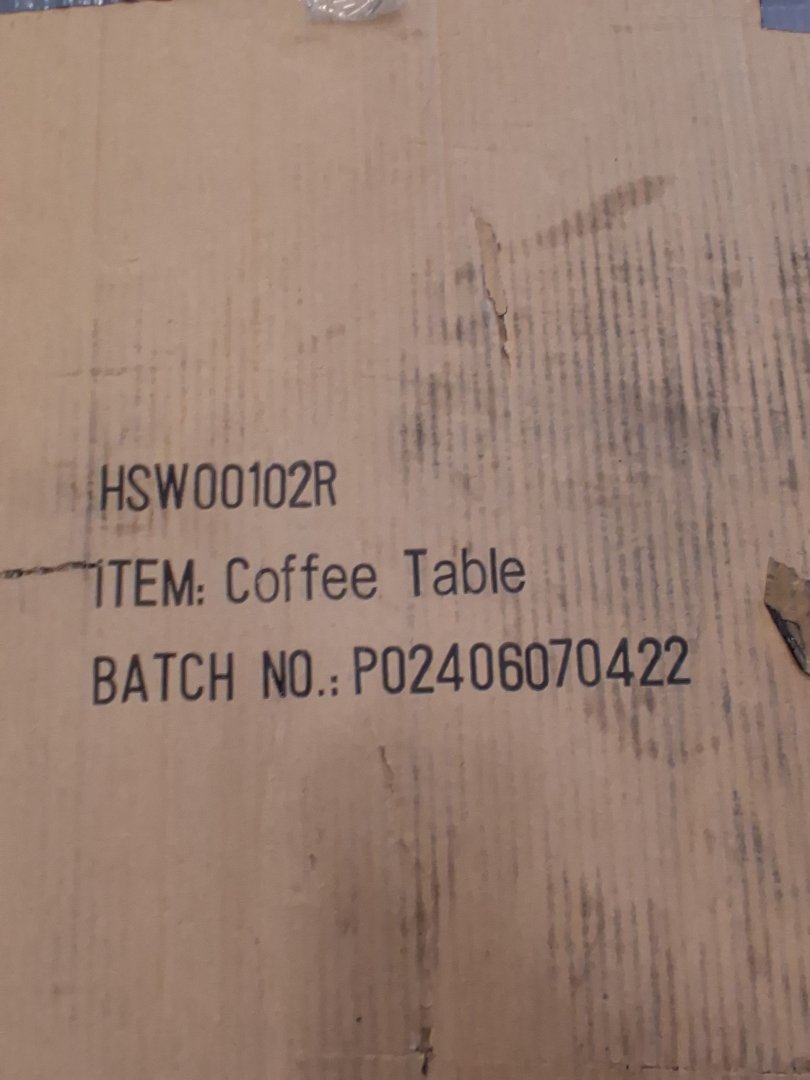 HSW00102R
ITEM: Coffee Table
BATCH NO.: P02406070422